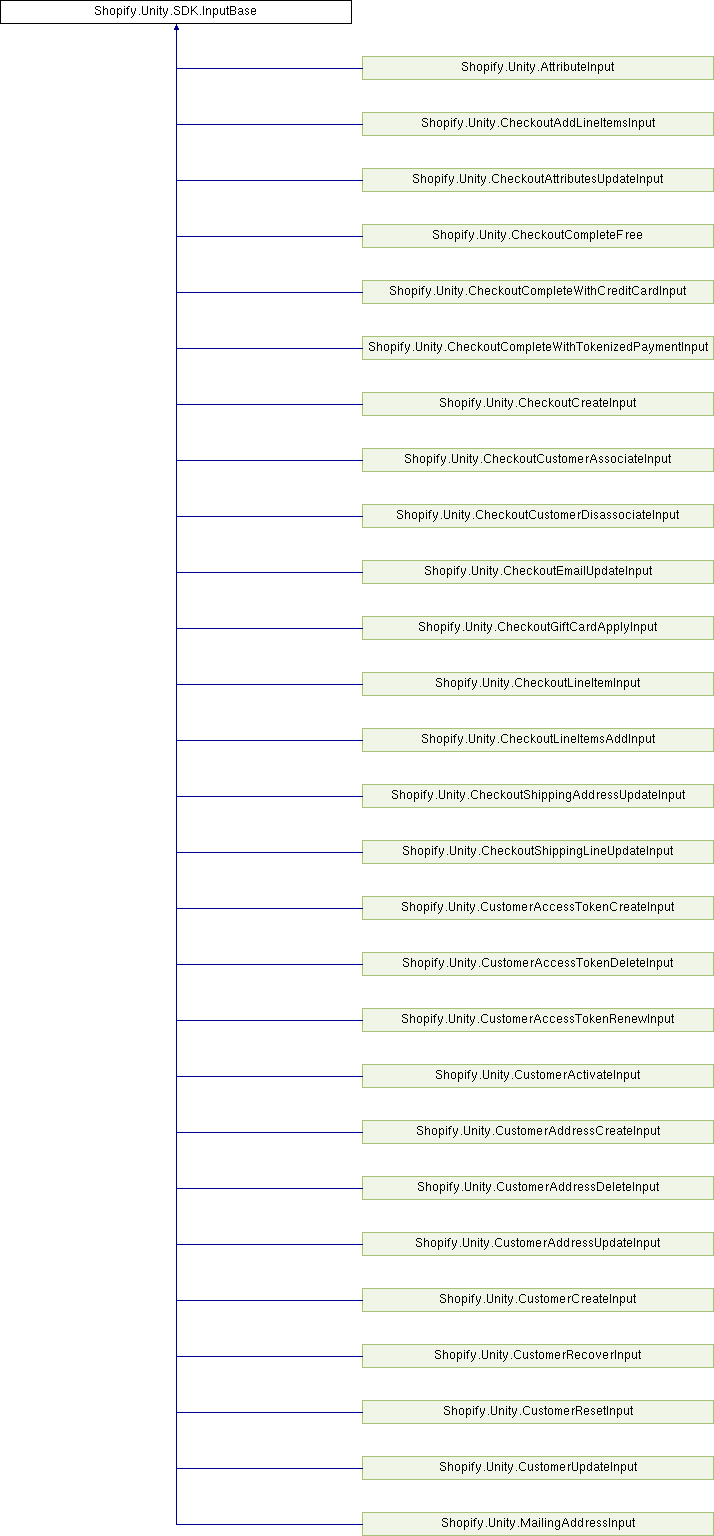 Shopify.Unity.SDK.InputBase
Shopify.Unity.AttributeInput
Shopify.Unity.CheckoutAddLineItemsInput
Shopify.Unity.CheckoutAttributesUpdateInput
Shopify.Unity.CheckoutCompleteFree
Shopify.Unity.CheckoutCompleteWithCreditCardInput
Shopify.Unity.CheckoutCompleteWithTokenizedPaymentInput
Shopify.Unity.CheckoutCreateInput
Shopify.Unity.CheckoutCustomerAssociateInput
Shopify.Unity.CheckoutCustomerDisassociateInput
Shopify.Unity.CheckoutEmailUpdateInput
Shopify.Unity.CheckoutGiftCardApplyInput
Shopify.Unity.CheckoutLineItemInput
Shopify.Unity.CheckoutLineItemsAddInput
Shopify.Unity.CheckoutShippingAddressUpdateInput
Shopify.Unity.CheckoutShippingLineUpdateInput
Shopify.Unity.CustomerAccessTokenCreateInput
Shopify.Unity.CustomerAccessTokenDeleteInput
Shopify.Unity.CustomerAccessTokenRenewInput
Shopify.Unity.CustomerActivateInput
Shopify.Unity.CustomerAddressCreateInput
Shopify.Unity.CustomerAddressDeleteInput
Shopify.Unity.CustomerAddressUpdateInput
Shopify.Unity.CustomerCreateInput
Shopify.Unity.CustomerRecoverInput
Shopify.Unity.CustomerResetInput
Shopify.Unity.CustomerUpdateInput
Shopify.Unity.MailingAddressInput